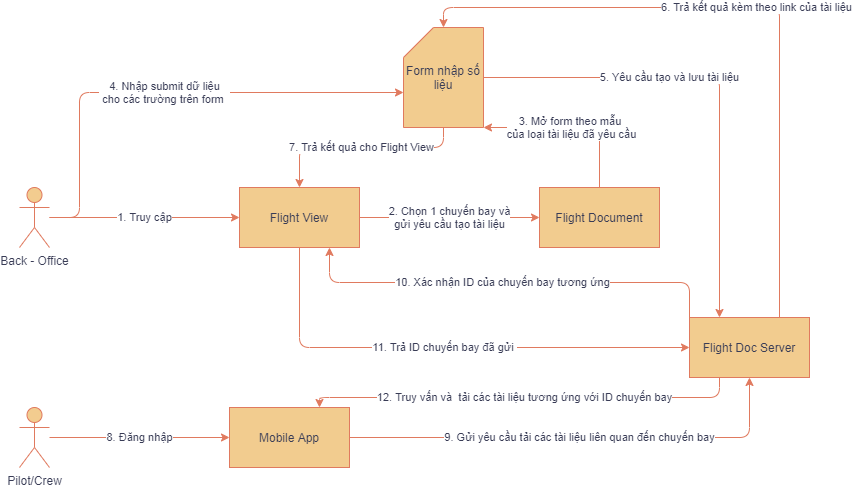 6. Trả kết quả kèm theo link của tài liệu
Form nhập số
liệu
4. Nhập submit dữ liệu
cho các trường trên form
5. Yêu cầu tạo và lưu tài liệu
3. Mở form theo mẫu
của loại tài liệu đã yêu cầu
7. Trả kết quả cho Flight View
1. Truy cập
Flight View
2. Chọn 1 chuyến bay và
gửi yêu cầu tạo tài liệu
Flight Document
Back - Office
10. Xác nhận ID của chuyến bay tương ứng
11. Trả ID chuyến bay đã gửi
Flight Doc Server
12. Truy vấn và tải các tài liệu tương ứng với ID chuyến bay
8. Đăng nhập
Mobile App
9. Gửi yêu cầu tải các tài liệu liên quan đến chuyến bay
Pilot/Crew